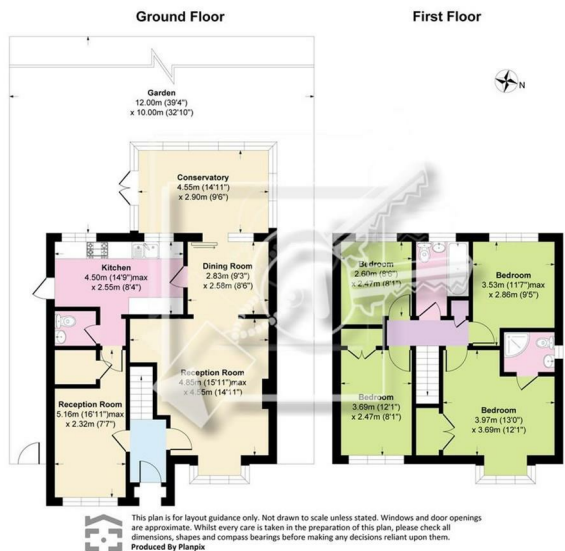 Ground Floor
First Floor
N
Garden
12.00m (39'4")
x 10.00m (32'10")
Conservatory
4.55m (14'11")
x 2.90m (9'6")
Kitchen
4.50m (14'9")max
x 2.55m (8'4")
Dining Room
2.83m (9'3")
x 2.58m (8'6")
Reception Room
4.85m (15'11")max
x 4.55m (14'11")
Reception Room
5.16m (16'11")max
x 2.32m (7'7")
Bedroom
2.60m (8'6")
x 2.47m (8'1")
Bedroom
3.53m (11'7")max
x 2.86m (9'5")
Bedroom
3.69m (12'1")
x 2.47m (8'1")
Bedroom
3.97m (13'0")
x 3.69m (12'1")
This plan is for layout guidance only. Not drawn to scale unless stated. Windows and door openings
are approximate. Whilst every care is taken in the preparation of this plan, please check all
dimensions, shapes and compass bearings before making any decisions reliant upon them.
Produced By Planpix